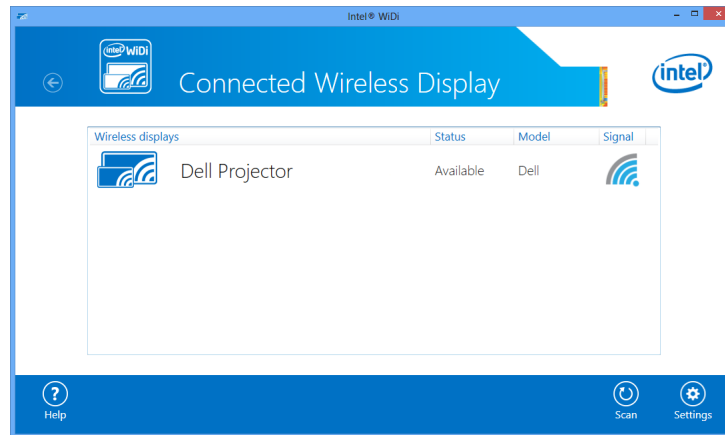 Intel® WiDi
intel WiDi
Connected Wireless Display
intel
Wireless displays Status Model Signal
Dell Projector Available Dell
? Help
Scan Settings